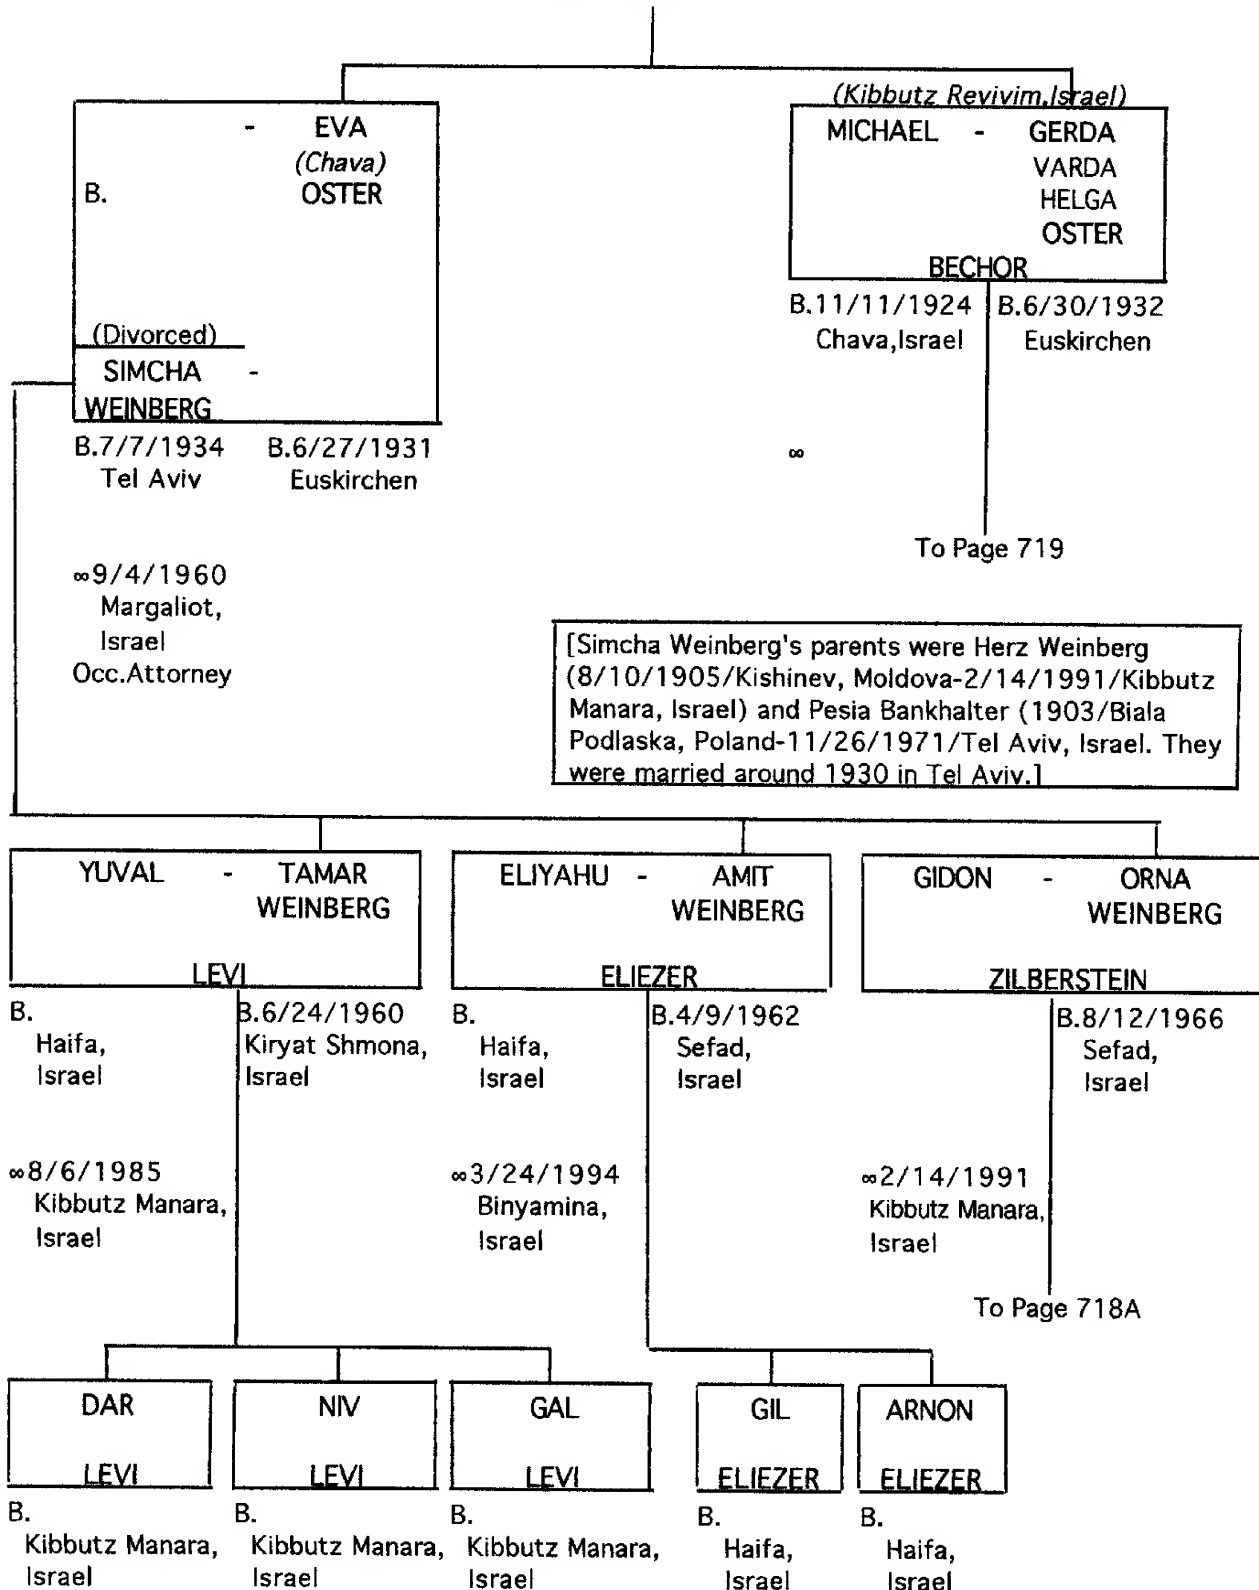 (Kibbutz Revivim,Israel)
- EVA
(Chava)
B. OSTER
(Divorced)
SIMCHA -
WEINBERG
B.7/7/1934 B.6/27/1931
Tel Aviv Euskirchen
∞9/4/1960
Margaliot,
Israel
Occ.Attorney
MICHAEL - GERDA
VARDA
HELGA
OSTER
BECHOR
B.11/11/1924 B.6/30/1932
Chava,Israel Euskirchen
∞
To Page 719
[Simcha Weinberg's parents were Herz Weinberg
(8/10/1905/Kishinev, Moldova-2/14/1991/Kibbutz
Manara, Israel) and Pesia Bankhalter (1903/Biala
Podlaska, Poland-11/26/1971/Tel Aviv, Israel. They
were married around 1930 in Tel Aviv.]
YUVAL - TAMAR
WEINBERG
LEVI
B. B.6/24/1960
Haifa, Kiryat Shmona,
Israel Israel
∞8/6/1985
Kibbutz Manara,
Israel
ELIYAHU - AMIT
WEINBERG
ELIEZER
B. B.4/9/1962
Haifa, Sefad,
Israel Israel
∞3/24/1994
Binyamina,
Israel
GIDON - ORNA
WEINBERG
ZILBERSTEIN
B.8/12/1966
Sefad,
Israel
∞2/14/1991
Kibbutz Manara,
Israel
To Page 718A
DAR
LEVI
B.
Kibbutz Manara,
Israel
NIV
LEVI
B.
Kibbutz Manara,
Israel
GAL
LEVI
B.
Kibbutz Manara,
Israel
GIL
ELIEZER
B.
Haifa,
Israel
ARNON
ELIEZER
B.
Haifa,
Israel